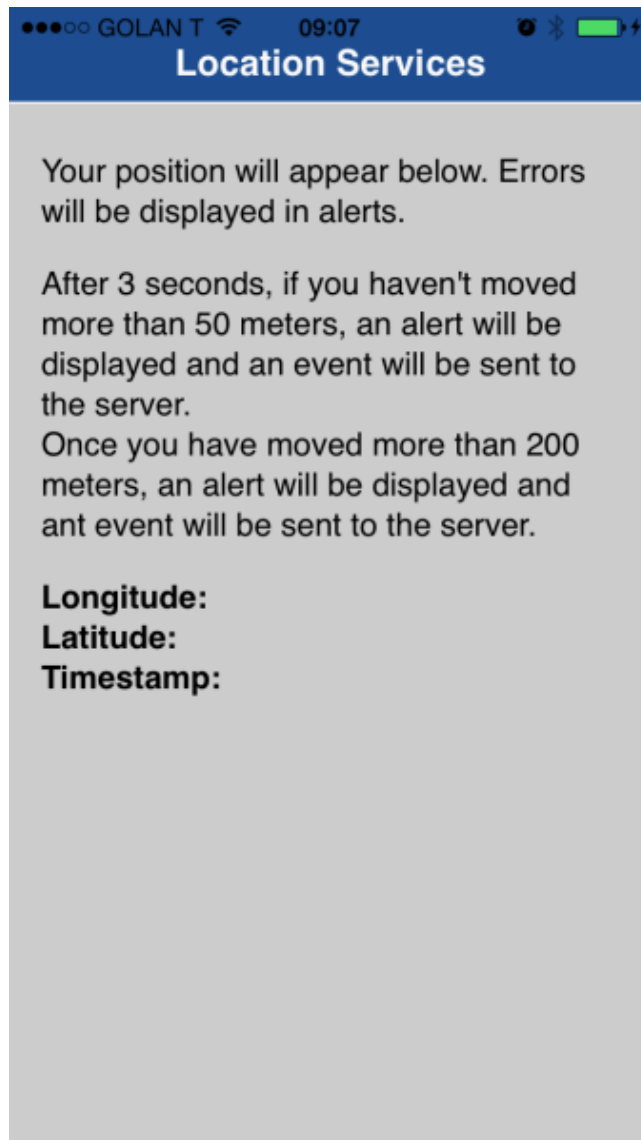 GOLAN T 09:07
Location Services
Your position will appear below. Errors
will be displayed in alerts.
After 3 seconds, if you haven't moved
more than 50 meters, an alert will be
displayed and an event will be sent to
the server.
Once you have moved more than 200
meters, an alert will be displayed and
ant event will be sent to the server.
Longitude:
Latitude:
Timestamp: